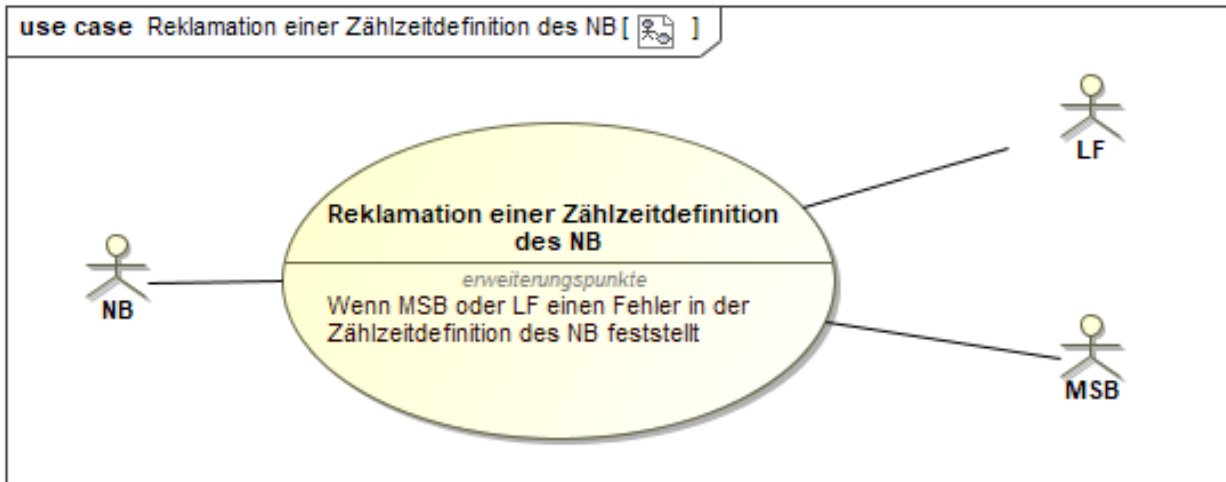 use case Reklamation einer Zählzeitdefinition des NB [ ]
LF
Reklamation einer Zählzeitdefinition
des NB
erweiterungspunkte
NB
Wenn MSB oder LF einen Fehler in der
Zählzeitdefinition des NB feststellt
MSB